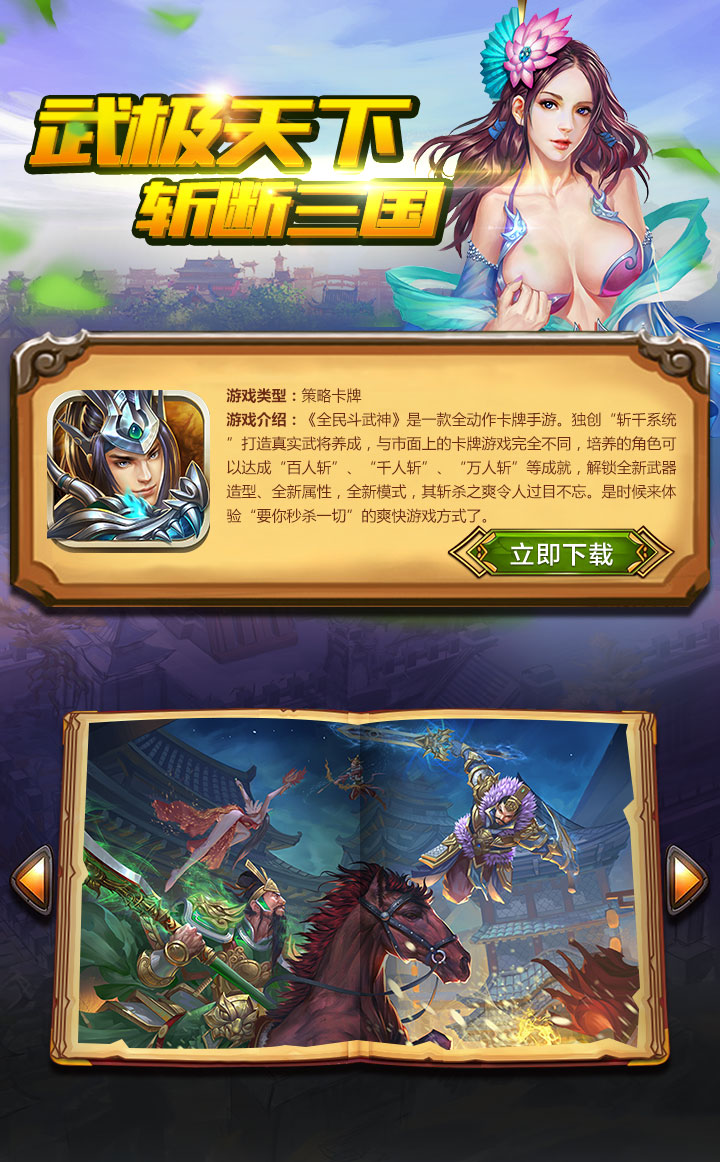 武极天下
斩断三国
游戏类型：策略卡牌
游戏介绍：《全民斗武神》是一款全动作卡牌手游。独创“斩千系统
”打造真实武将养成，与市面上的卡牌游戏完全不同，培养的角色可
以达成“百人斩”、“千人斩”、“万人斩”等成就，解锁全新武器
造型、全新属性，全新模式，其斩杀之爽令人过目不忘。是时候来体
验“要你秒杀一切”的爽快游戏方式了。
立即下载